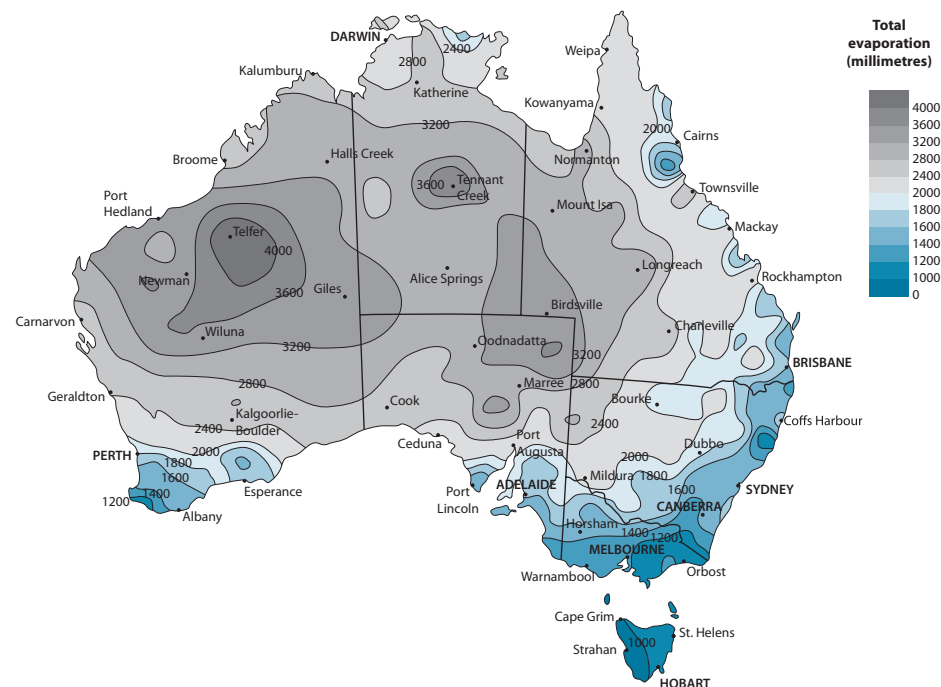 Total
evaporation
(millimetres)
4000
3600
3200
2800
2400
2000
1800
1600
1400
1200
1000
0
DARWIN
2400
Weipa
2800
Kalumburu
Katherine
Kowanyama
3200
2000
Cairns
Broome
Halls Creek
Normanton
3600
Tennant
Creek
Townsville
Port
Hedland
Mount Isa
Mackay
Telfer
4000
Longreach
Newman
Alice Springs
Rockhampton
3600
Giles
Birdsville
Carnarvon
Wiluna
Charleville
3200
Oodnadatta
3200
BRISBANE
2800
Marree
2800
Geraldton
Bourke
Kalgoorlie-
Boulder
Cook
2400
Coffs Harbour
2400
Ceduna
Port
Augusta
Dubbo
PERTH
2000
2000
1800
Mildura
1800
1600
ADELAIDE
1600
SYDNEY
1200
1400
Esperance
Port
Lincoln
CANBERRA
Albany
Horsham
1400
1200
MELBOURNE
Warnambool
Orbost
Cape Grim
St. Helens
1000
Strahan
HOBART